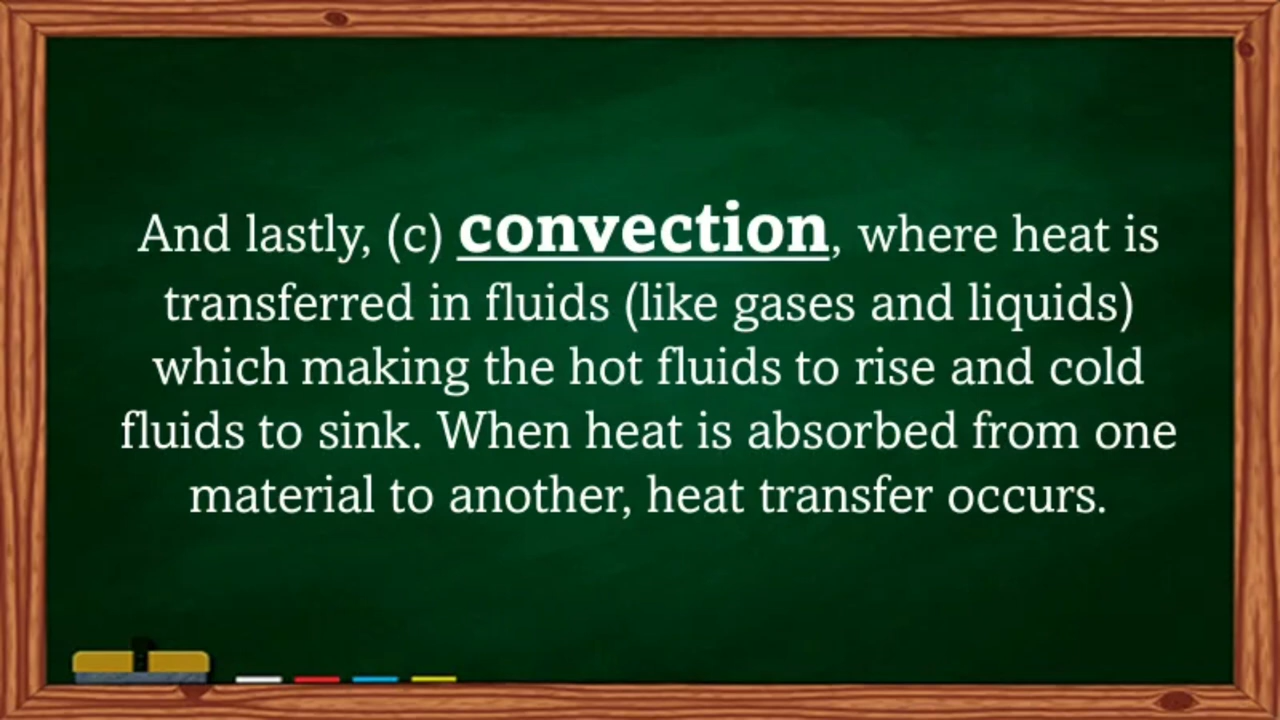 And lastly, (c) convection, where heat is
transferred in fluids (like gases and liquids)
which making the hot fluids to rise and cold
fluids to sink. When heat is absorbed from one
material to another, heat transfer occurs.